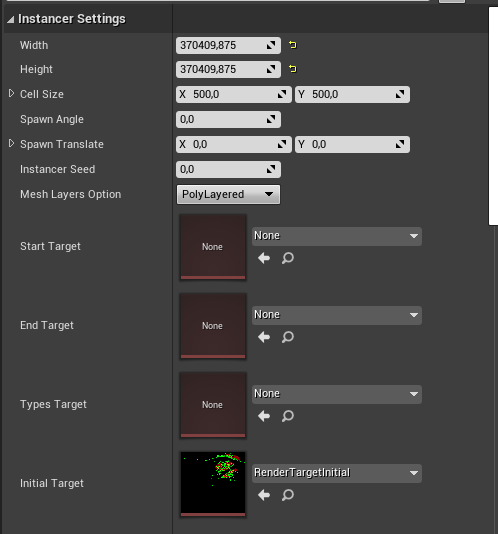 Instancer Settings
Width 370409,875
Height 370409,875
Cell Size X 500,0 Y 500,0
Spawn Angle 0,0
Spawn Translate X 0,0 Y 0,0
Instancer Seed 0,0
Mesh Layers Option PolyLayered
Start Target None None
End Target None None
Types Target None None
Initial Target RenderTargetInitial